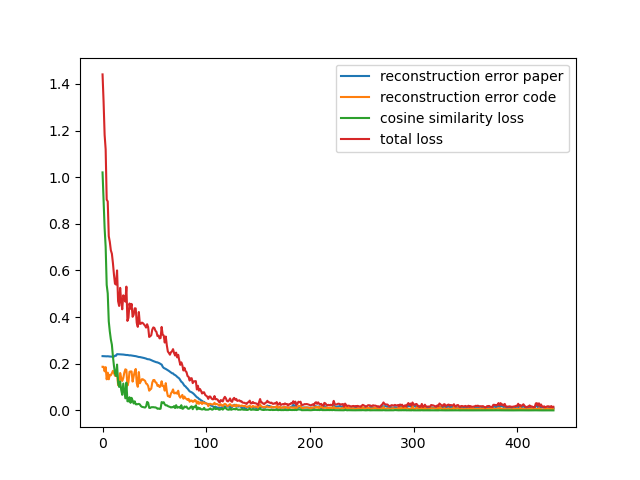 reconstruction error paper
reconstruction error code
cosine similarity loss
total loss
1.4
1.2
1.0
0.8
0.6
0.4
0.2
0.0
0 100 200 300 400